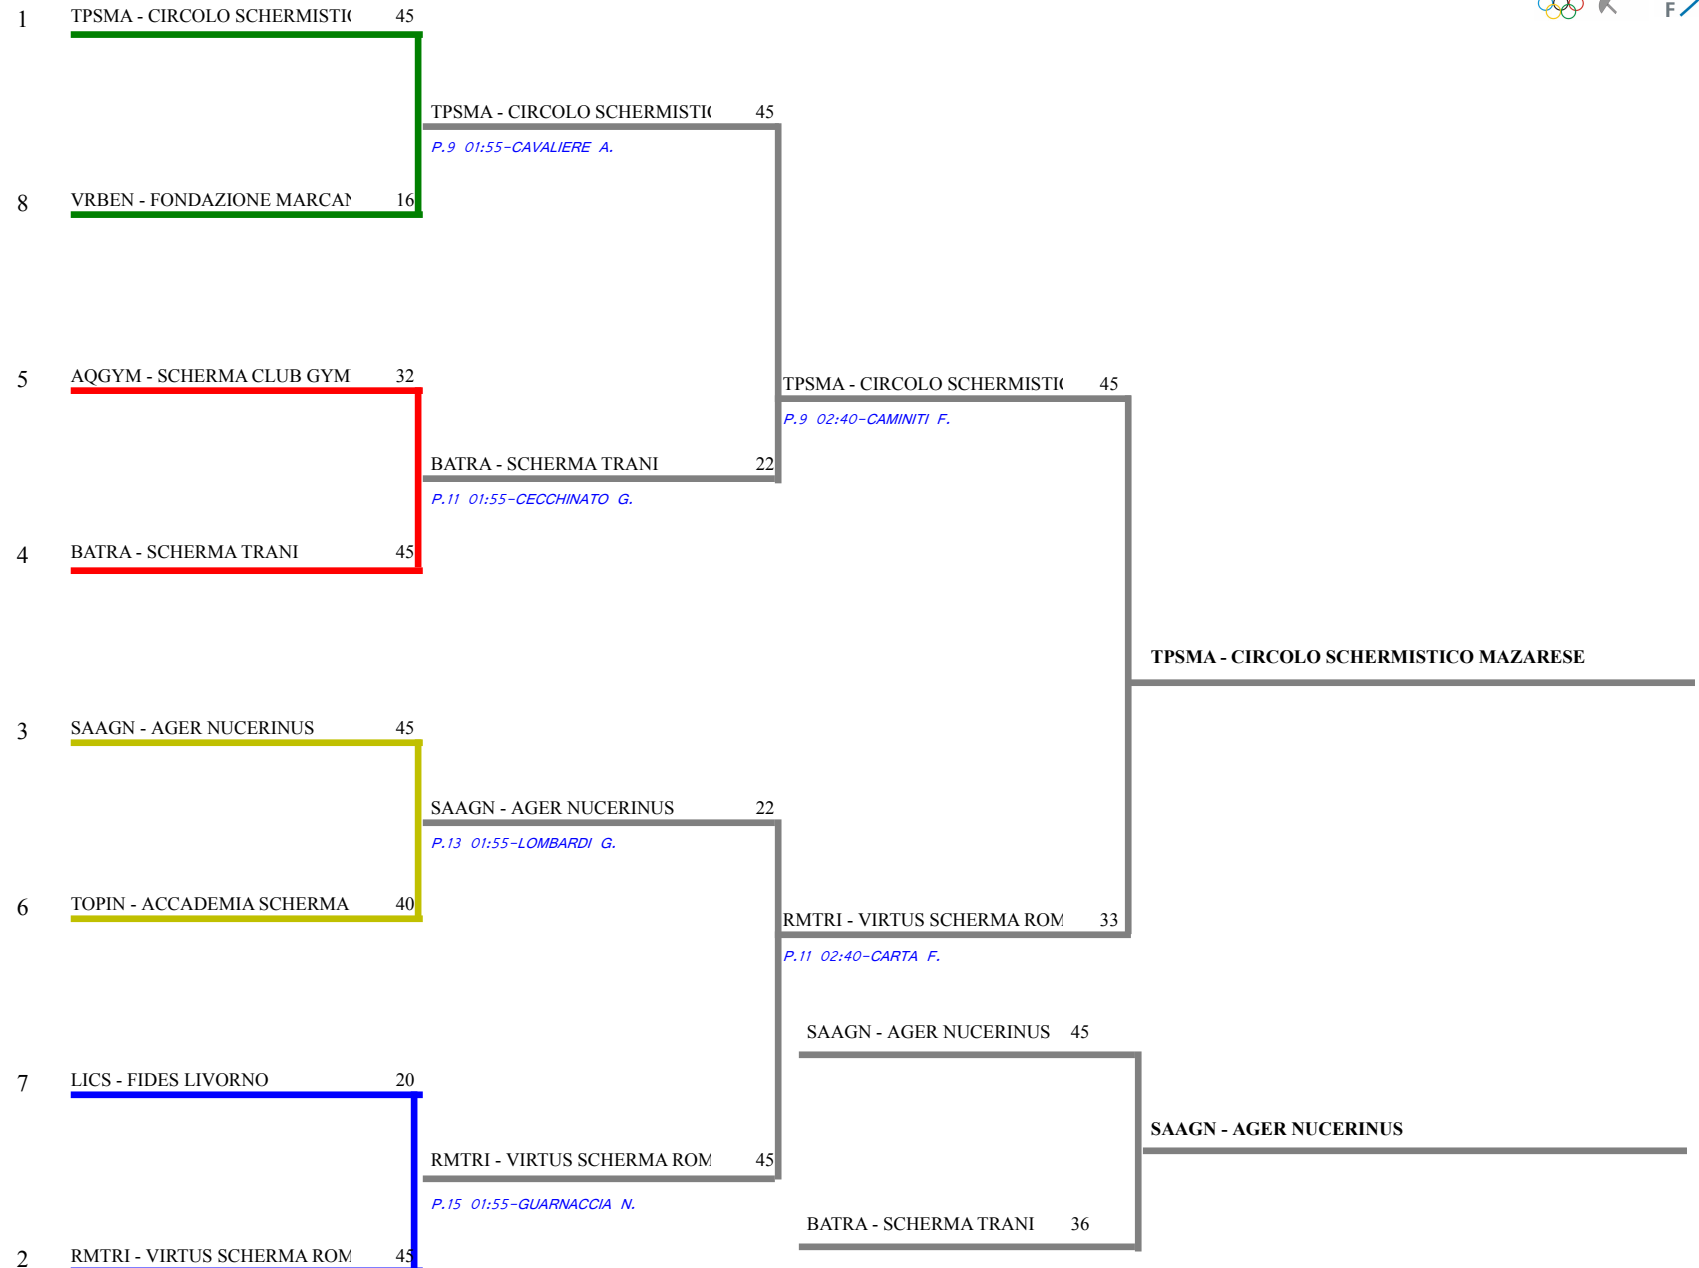 1 TPSMA - CIRCOLO SCHERMISTI 45
F
TPSMA - CIRCOLO SCHERMISTI 45
P.9 01:55-CAVALIERE A.
8 VRBEN - FONDAZIONE MARCAN 16
5 AQGYM - SCHERMA CLUB GYM 32
TPSMA - CIRCOLO SCHERMISTI 45
P.9 02:40-CAMINITI F.
BATRA - SCHERMA TRANI 22
P.11 01:55-CECCHINATO G.
4 BATRA - SCHERMA TRANI 45
TPSMA - CIRCOLO SCHERMISTICO MAZARESE
3 SAAGN - AGER NUCERINUS 45
SAAGN - AGER NUCERINUS 22
P.13 01:55-LOMBARDI G.
6 TOPIN - ACCADEMIA SCHERMA 40
RMTRI - VIRTUS SCHERMA ROM 33
P.11 02:40-CARTA F.
SAAGN - AGER NUCERINUS 45
7 LICS - FIDES LIVORNO 20
SAAGN - AGER NUCERINUS
RMTRI - VIRTUS SCHERMA ROM 45
P.15 01:55-GUARNACCIA N.
BATRA - SCHERMA TRANI 36
2 RMTRI - VIRTUS SCHERMA ROM 45